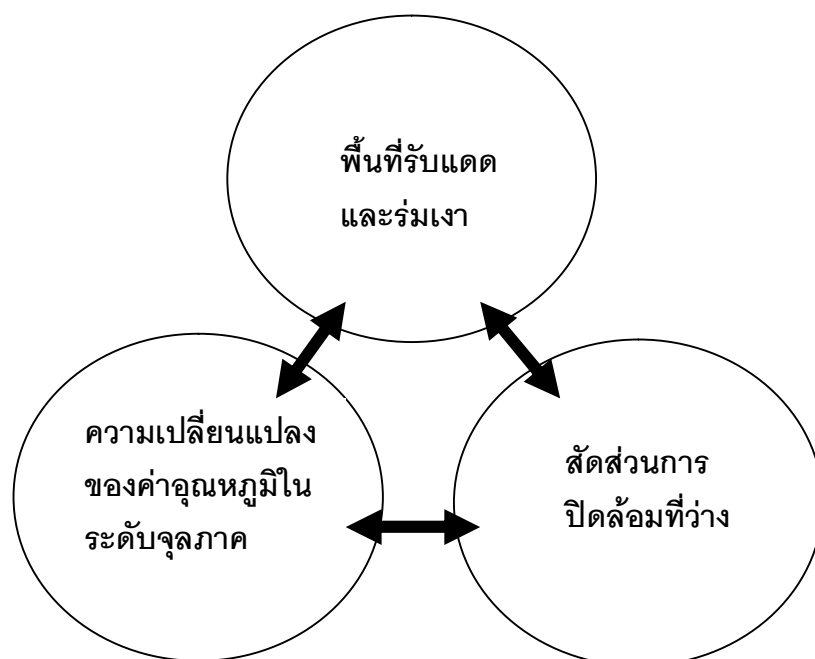 พื้นที่รับแดด
และร่มเงา
ความเปลี่ยนแปลง
ของค่าอุณหภูมิใน
ระดับจุลภาค
สัดส่วนการ
ปิดล้อมที่ว่าง